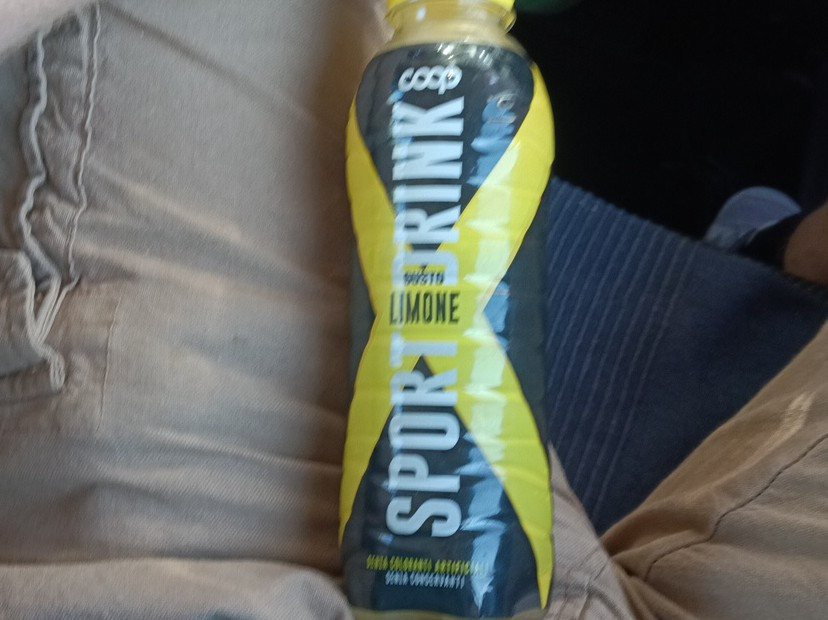 coop
SPORT DRINK
GUSTO
LIMONE
SENZA COLORANTI ARTIFICIALI
SENZA CONSERVANTI